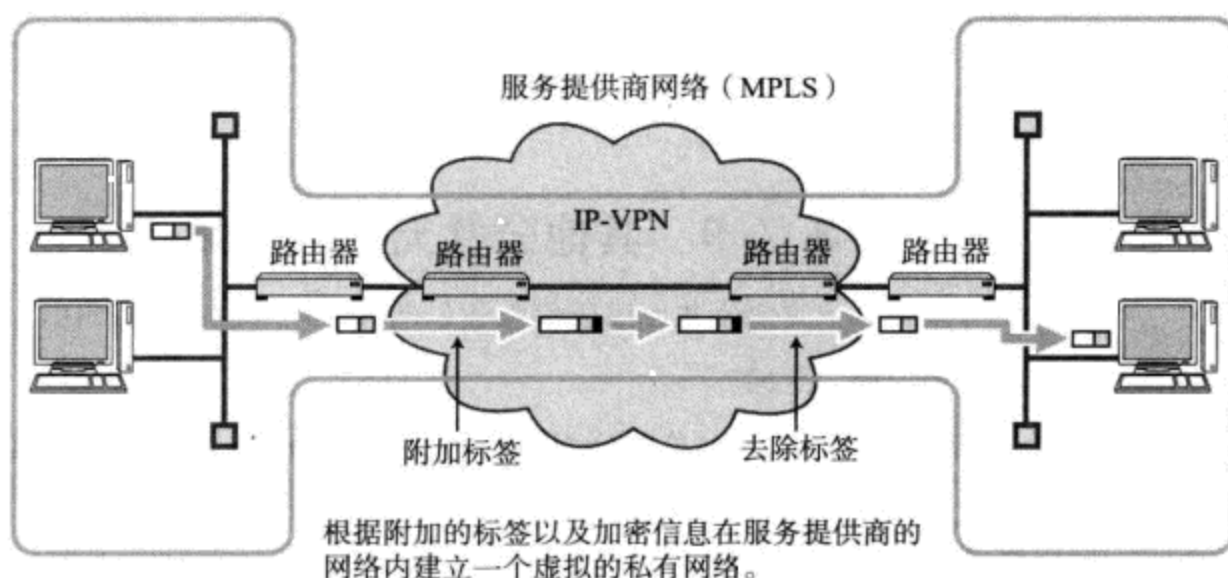 服务提供商网络（MPLS）
IP-VPN
路由器
路由器
路由器
路由器
附加标签
去除标签
根据附加的标签以及加密信息在服务提供商的
网络内建立一个虚拟的私有网络。